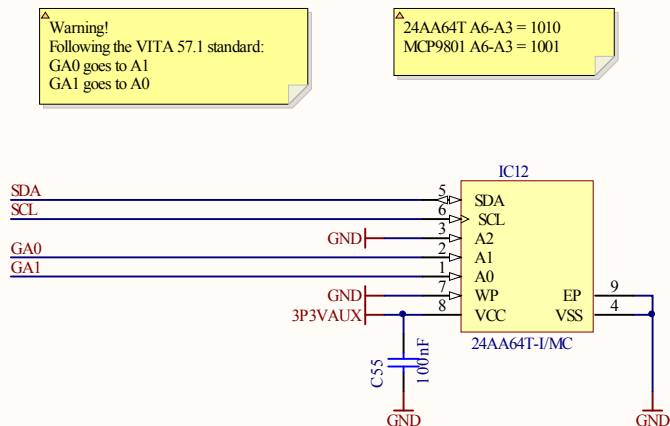 Warning!
Following the VITA 57.1 standard:
GA0 goes to A1
GA1 goes to A0
24AA64T A6-A3 = 1010
MCP9801 A6-A3 = 1001
IC12
SDA 5 SDA
SCL 6 SCL
GND 3 A2
GA0 2 A1
GA1 1 A0
GND 7 WP EP 9
3P3VAUX 8 VCC VSS 4
24AA64T-I/MC
C55 100nF
GND GND